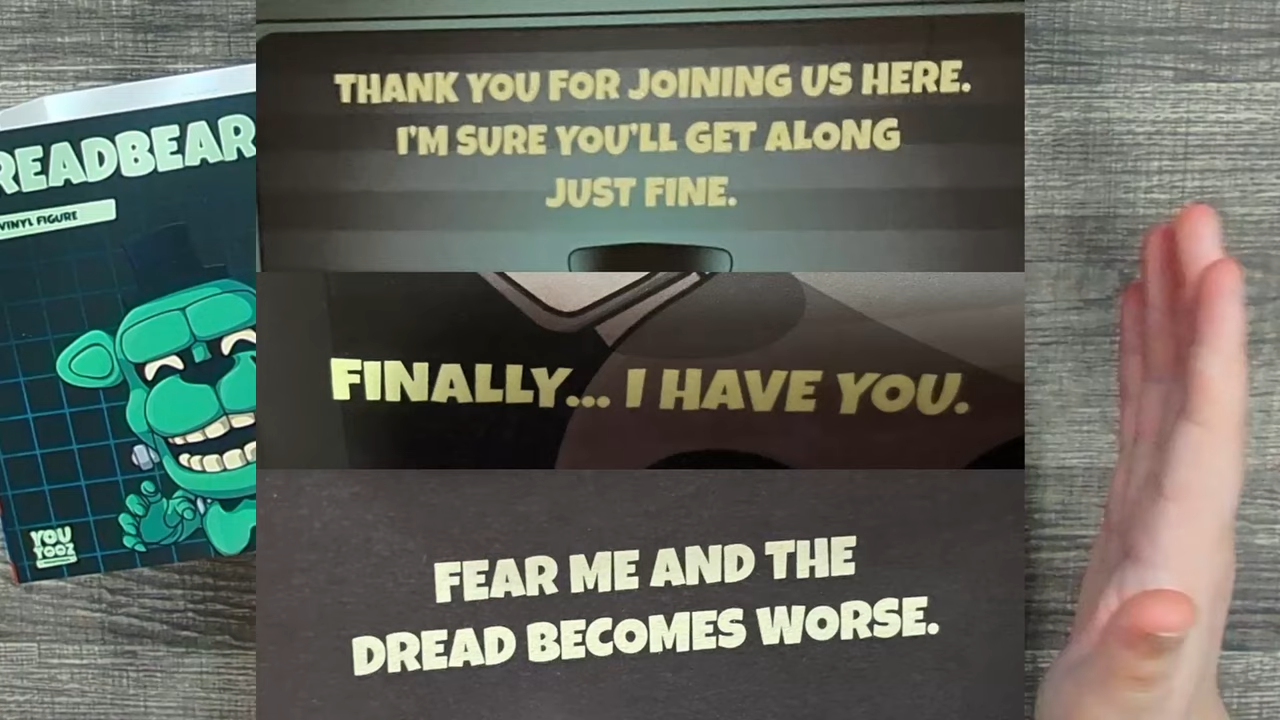 READBEAR
VINYL FIGURE
YOU
TOOZ
THANK YOU FOR JOINING US HERE.
I'M SURE YOU'LL GET ALONG
JUST FINE.
FINALLY... I HAVE YOU.
FEAR ME AND THE
DREAD BECOMES WORSE.